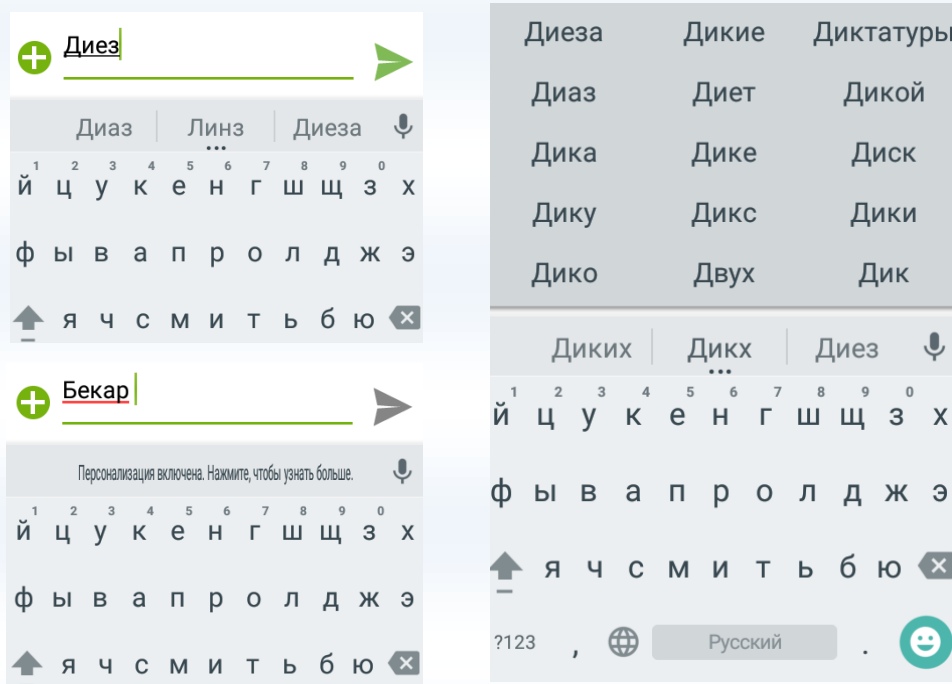 Диез
Диаз Линз Диеза
1 2 3 4 5 6 7 8 9 0
й ц у к е н г ш щ з х
ф ы в а п р о л д ж э
я ч с м и т ь б ю
Бекар
Персонализация включена. Нажмите, чтобы узнать больше.
1 2 3 4 5 6 7 8 9 0
й ц у к е н г ш щ з х
ф ы в а п р о л д ж э
я ч с м и т ь б ю
Диеза Дикие Диктатуры
Диаз Диет Дикой
Дика Дике Диск
Дику Дикс Дики
Дико Двух Дик
Диких Дикх Диез
1 2 3 4 5 6 7 8 9 0
й ц у к е н г ш щ з х
ф ы в а п р о л д ж э
я ч с м и т ь б ю
?123 , Русский .